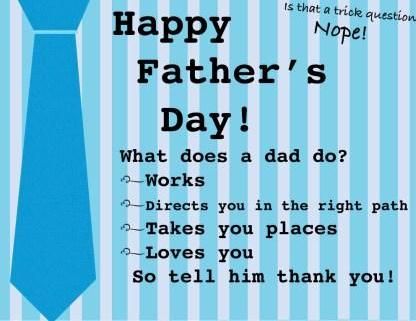 Is that a trick question
Nope!
Happy
Father's
Day!
What does a dad do?
Works
Directs you in the right path
Takes you places
Loves you
So tell him thank you!